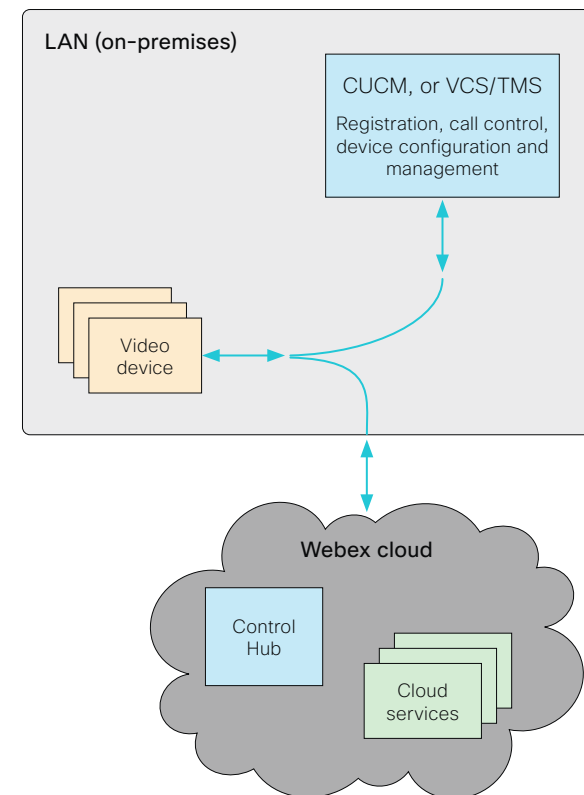 LAN (on-premises)
CUCM, or VCS/TMS
Registration, call control,
device configuration and
management
Video
device
Webex cloud
Control
Hub
Cloud
services